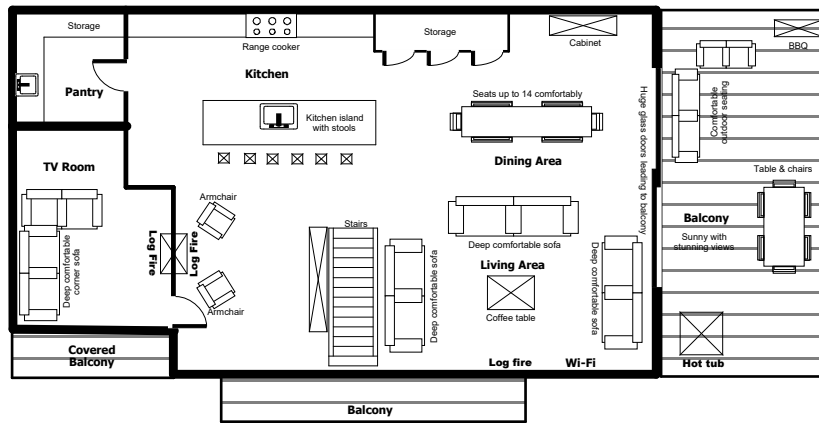 Storage
Range cooker
Storage
Cabinet
BBQ
Kitchen
Pantry
Seats up to 14 comfortably
Huge glass doors leading to balcony
Comfortable
outdoor seating
Kitchen island
with stools
Dining Area
TV Room
Table & chairs
Armchair
Log Fire
Log Fire
Stairs
Balcony
Sunny with
stunning views
Deep comfortable
corner sofa
Deep comfortable sofa
Living Area
Deep comfortable sofa
Deep comfortable
sofa
Armchair
Coffee table
Covered
Balcony
Log fire
Wi-Fi
Hot tub
Balcony